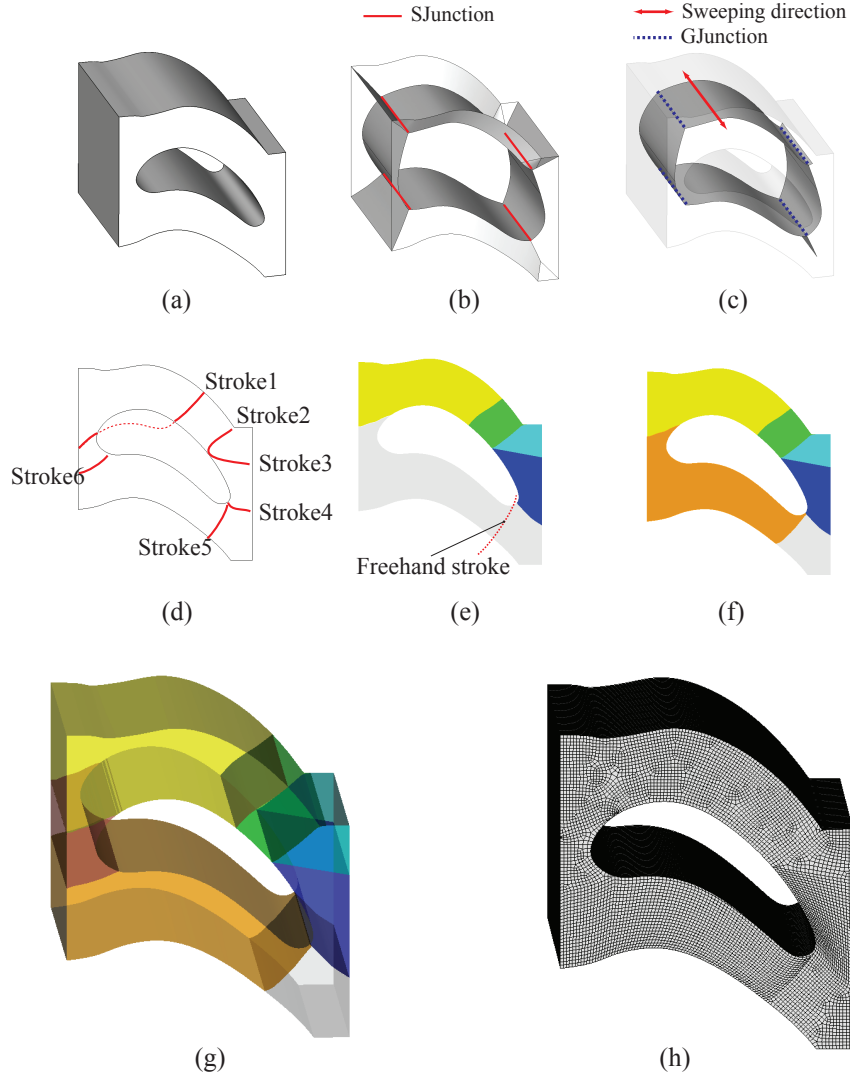 SJunction
Sweeping direction
GJunction
(a)
(b)
(c)
Stroke1
Stroke2
Stroke3
Stroke6
Stroke4
Stroke5
Freehand stroke
(d)
(e)
(f)
(g)
(h)